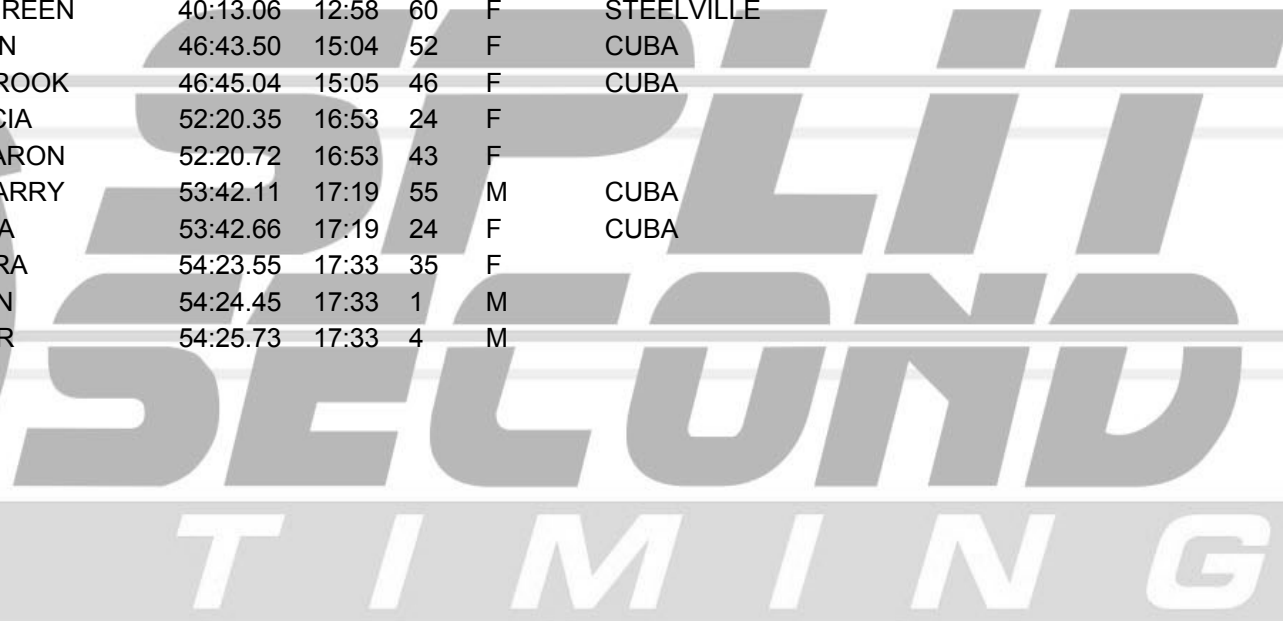 REEN 40:13.06 12:58 60 F STEELVILLE
N 46:43.50 15:04 52 F CUBA
ROOK 46:45.04 15:05 46 F CUBA
CIA 52:20.35 16:53 24 F
ARON 52:20.72 16:53 43 F
ARRY 53:42.11 17:19 55 M CUBA
A 53:42.66 17:19 24 F CUBA
RA 54:23.55 17:33 35 F
N 54:24.45 17:33 1 M
R 54:25.73 17:33 4 M
SPLIT
SECOND
TIMING